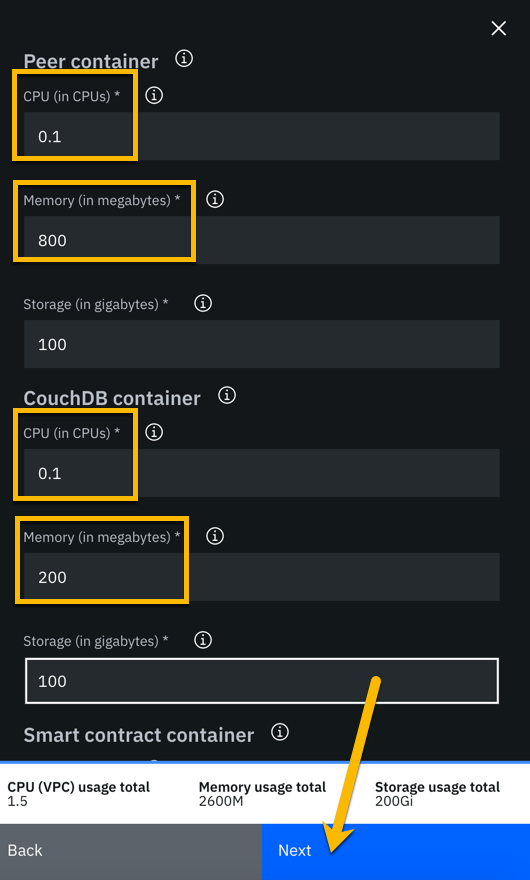 Peer container
CPU (in CPUs) *
0.1
Memory (in megabytes) *
800
Storage (in gigabytes) *
100
CouchDB container
CPU (in CPUs) *
0.1
Memory (in megabytes) *
200
Storage (in gigabytes) *
100
Smart contract container
CPU (VPC) usage total Memory usage total Storage usage total
1.5 2600M 200Gi
Back Next